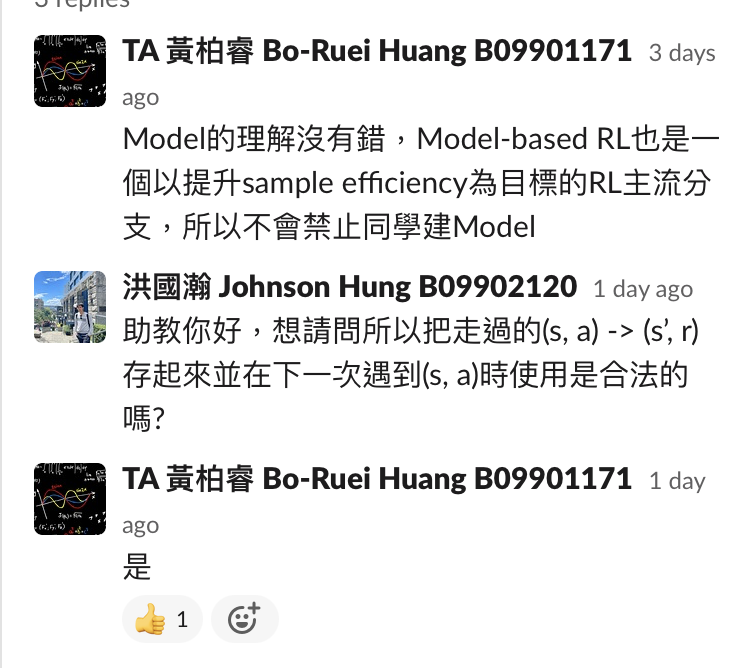 3 replies
TA 黃柏睿 Bo-Ruei Huang B09901171 3 days
ago
Model的理解沒有錯，Model-based RL也是一
個以提升sample efficiency為目標的RL主流分
支，所以不會禁止同學建Model
洪國瀚 Johnson Hung B09902120 1 day ago
助教你好，想請問所以把走過的(s, a) -> (s’, r)
存起來並在下一次遇到(s, a)時使用是合法的
嗎?
TA 黃柏睿 Bo-Ruei Huang B09901171 1 day
ago
是
1